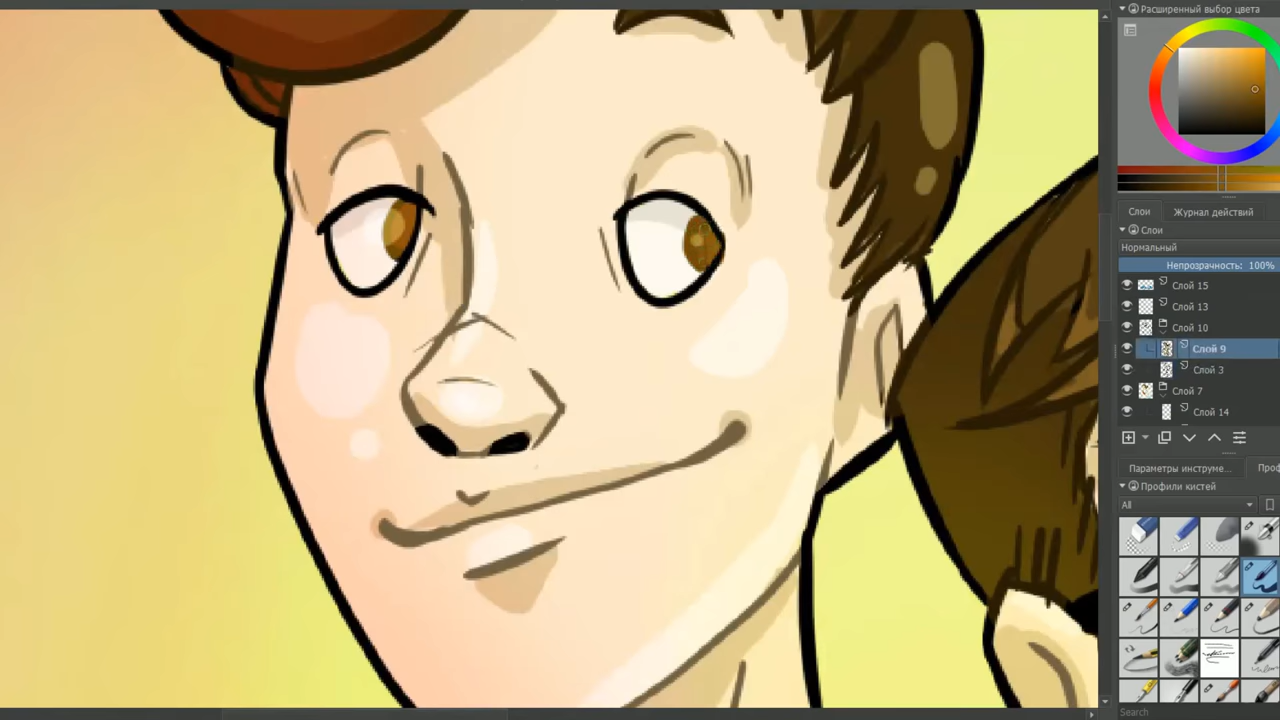 Расширенный выбор цвета
Слои
Журнал действий
Слои
Нормальный
Непрозрачность: 100%
Слой 15
Слой 13
Слой 10
Слой 9
Слой 3
Слой 7
Слой 14
Параметры инструме...
Проф
Профили кистей
All
Search